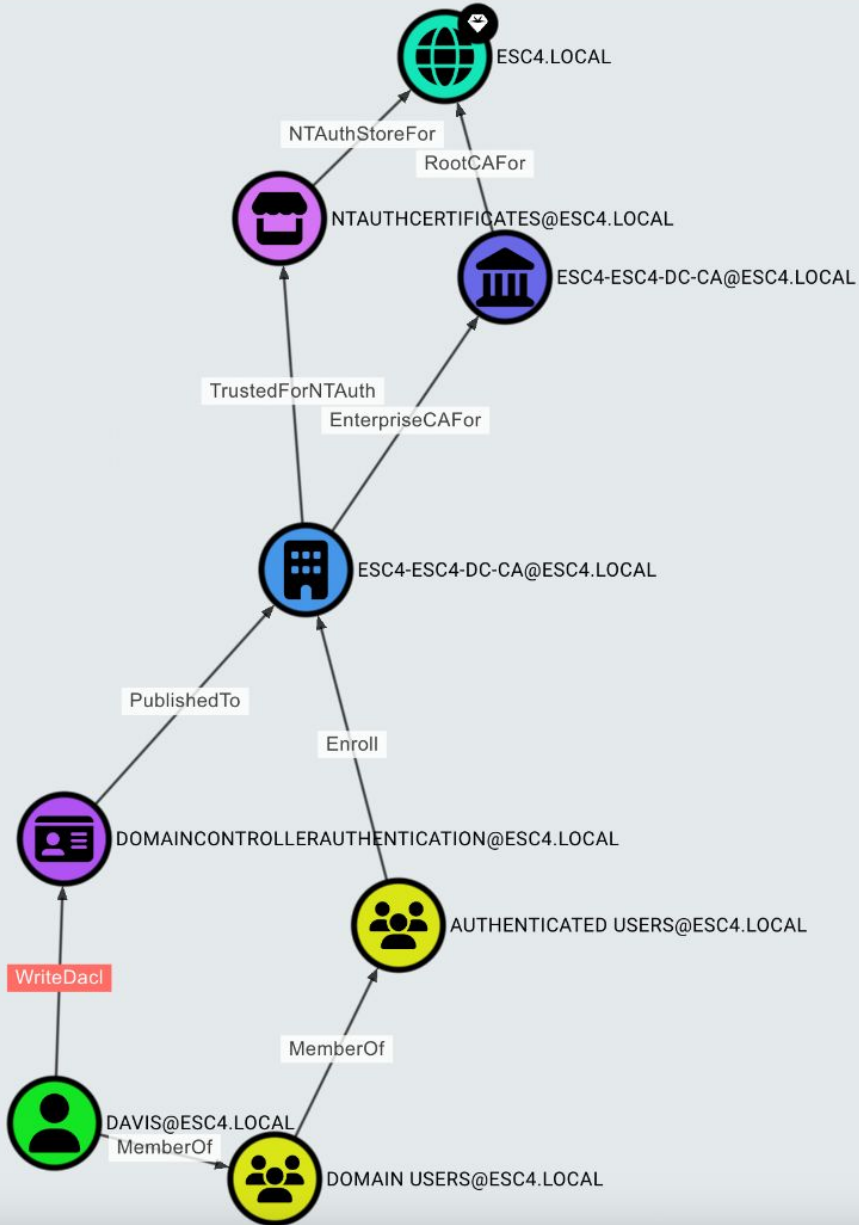 ESC4.LOCAL
NTAuthStoreFor
RootCAFor
NTAUTHCERTIFICATES@ESC4.LOCAL
ESC4-ESC4-DC-CA@ESC4.LOCAL
TrustedForNTAuth
EnterpriseCAFor
ESC4-ESC4-DC-CA@ESC4.LOCAL
PublishedTo
Enroll
DOMAINCONTROLLERAUTHENTICATION@ESC4.LOCAL
AUTHENTICATED USERS@ESC4.LOCAL
WriteDacl
MemberOf
DAVIS@ESC4.LOCAL
MemberOf
DOMAIN USERS@ESC4.LOCAL